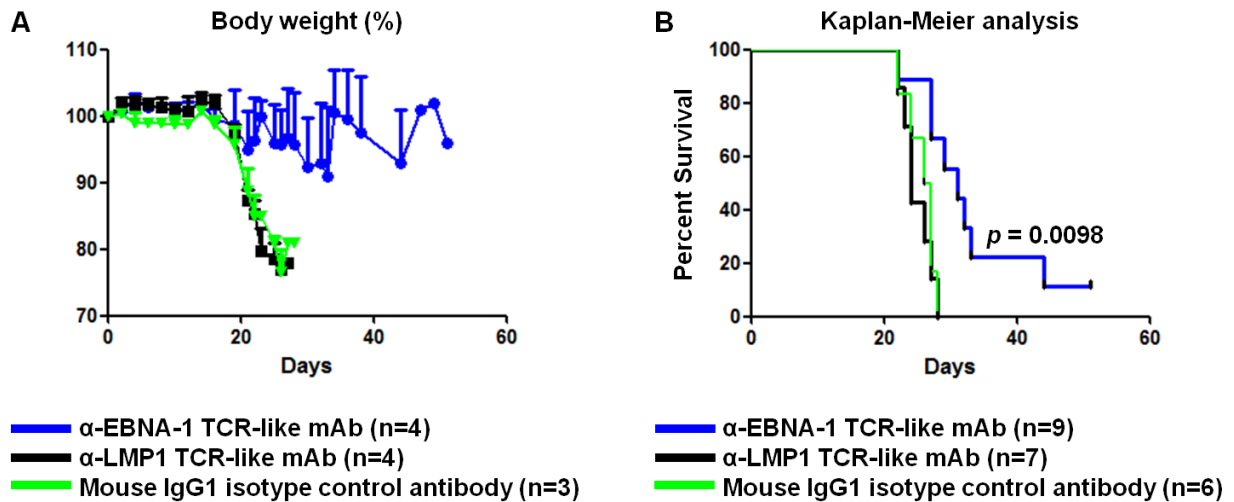 A
Body weight (%)
110
100
90
80
70
0
20
40
60
Days
α-EBNA-1 TCR-like mAb (n=4)
α-LMP1 TCR-like mAb (n=4)
Mouse IgG1 isotype control antibody (n=3)
B
Kaplan-Meier analysis
Percent Survival
100
80
60
40
20
0
p = 0.0098
0
20
40
60
Days
α-EBNA-1 TCR-like mAb (n=9)
α-LMP1 TCR-like mAb (n=7)
Mouse IgG1 isotype control antibody (n=6)